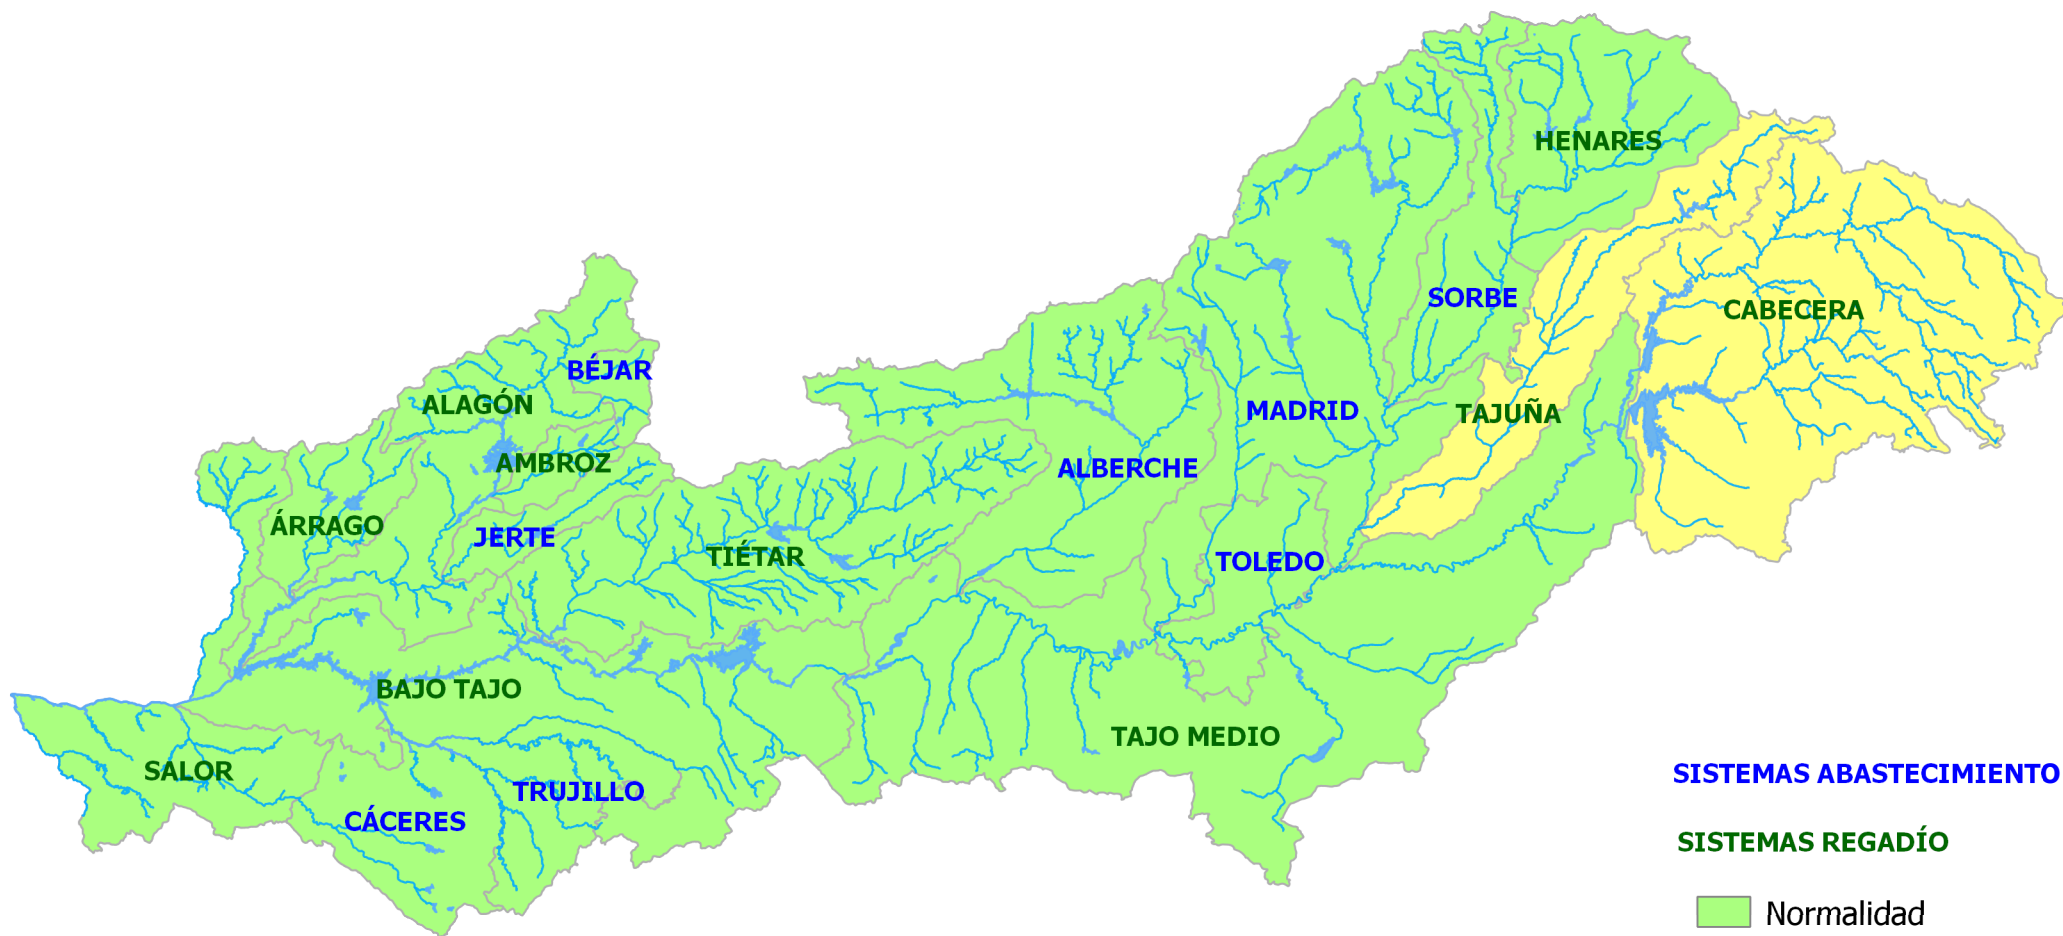 HENARES
SORBE
CABECERA
BÉJAR
ALAGÓN
MADRID
TAJUÑA
AMBROZ
ALBERCHE
ÁRRAGO
JERTE
TIÉTAR
TOLEDO
BAJO TAJO
TAJO MEDIO
SALOR
TRUJILLO
CÁCERES
SISTEMAS ABASTECIMIENTO
SISTEMAS REGADÍO
Normalidad